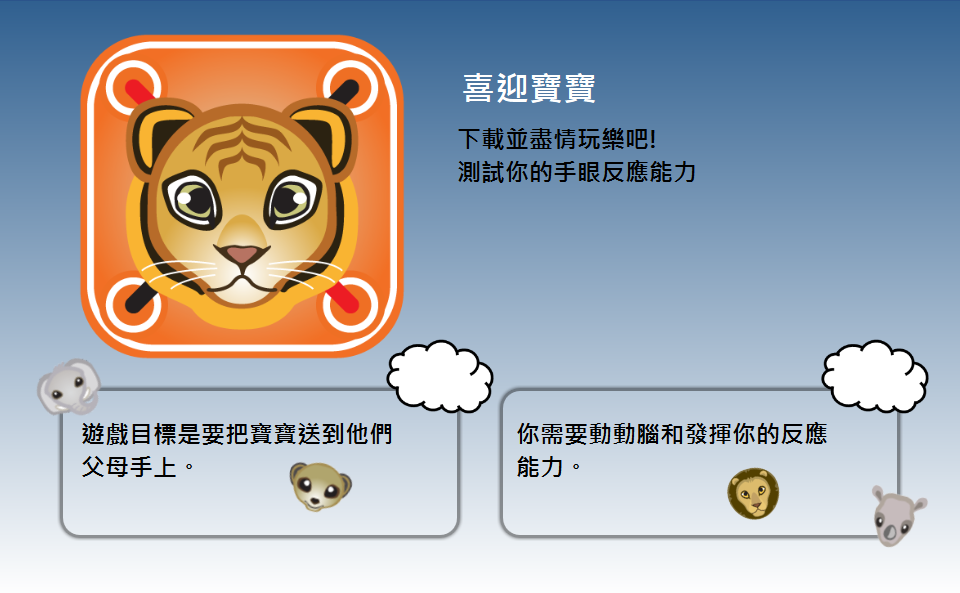 喜迎寶寶
下載並盡情玩樂吧!
測試你的手眼反應能力
遊戲目標是要把寶寶送到他們
父母手上。
你需要動動腦和發揮你的反應
能力。